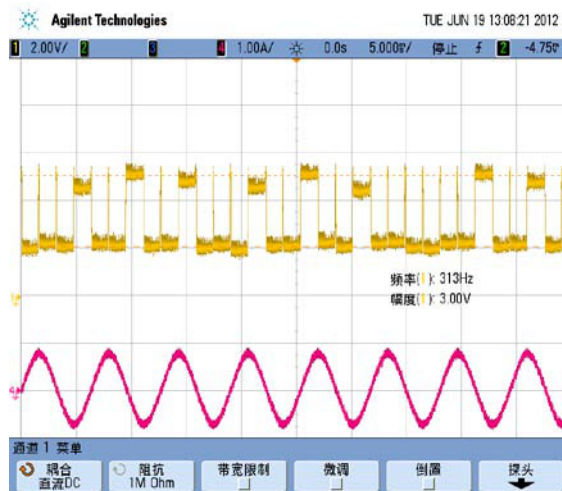 Agilent Technologies TUE JUN 19 13:08:21 2012
1 2.00V/ 2 3 4 1.00A/ 0.0s 5.000ms/ 停止 2 -4.75V
频率(1): 313Hz
幅度(1): 3.00V
通道 1 菜单
耦合 阻抗 带宽限制 微调 倒置 探头
直流DC 1M Ohm